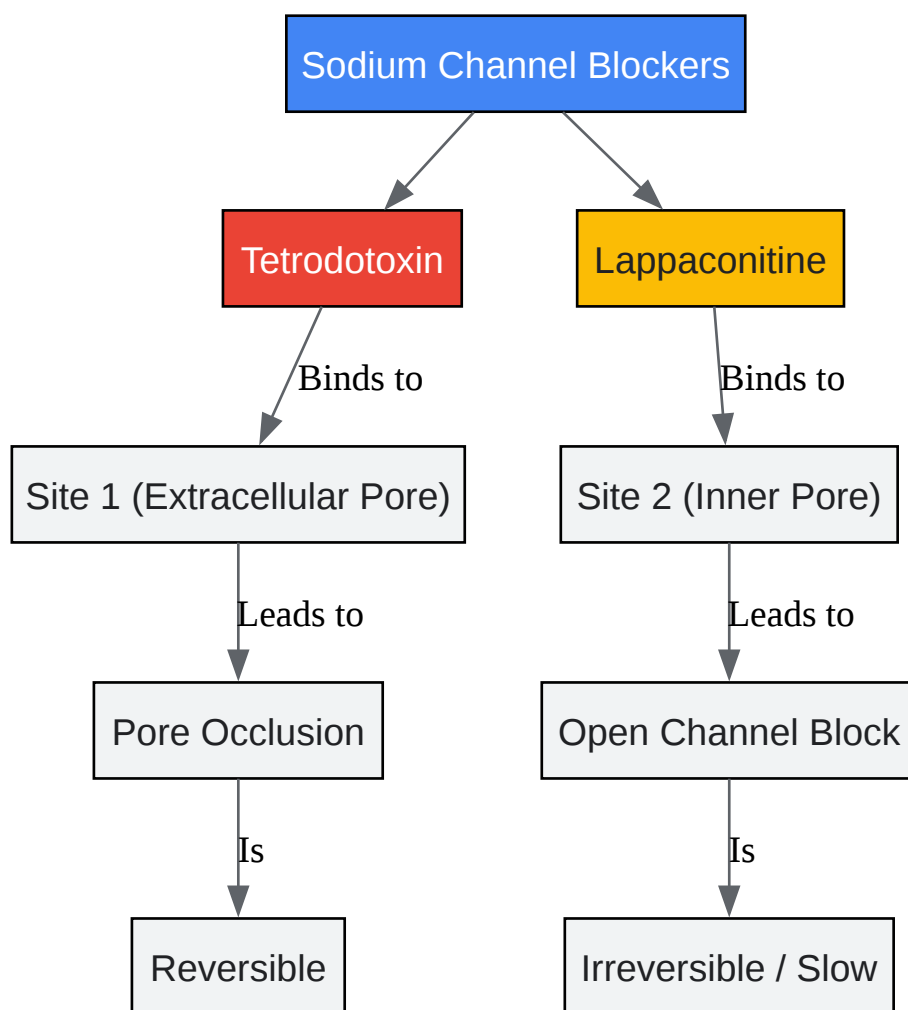 Sodium Channel Blockers
Tetrodotoxin
Lappaconitine
Binds to
Binds to
Site 1 (Extracellular Pore)
Site 2 (Inner Pore)
Leads to
Leads to
Pore Occlusion
Open Channel Block
Is
Is
Reversible
Irreversible / Slow